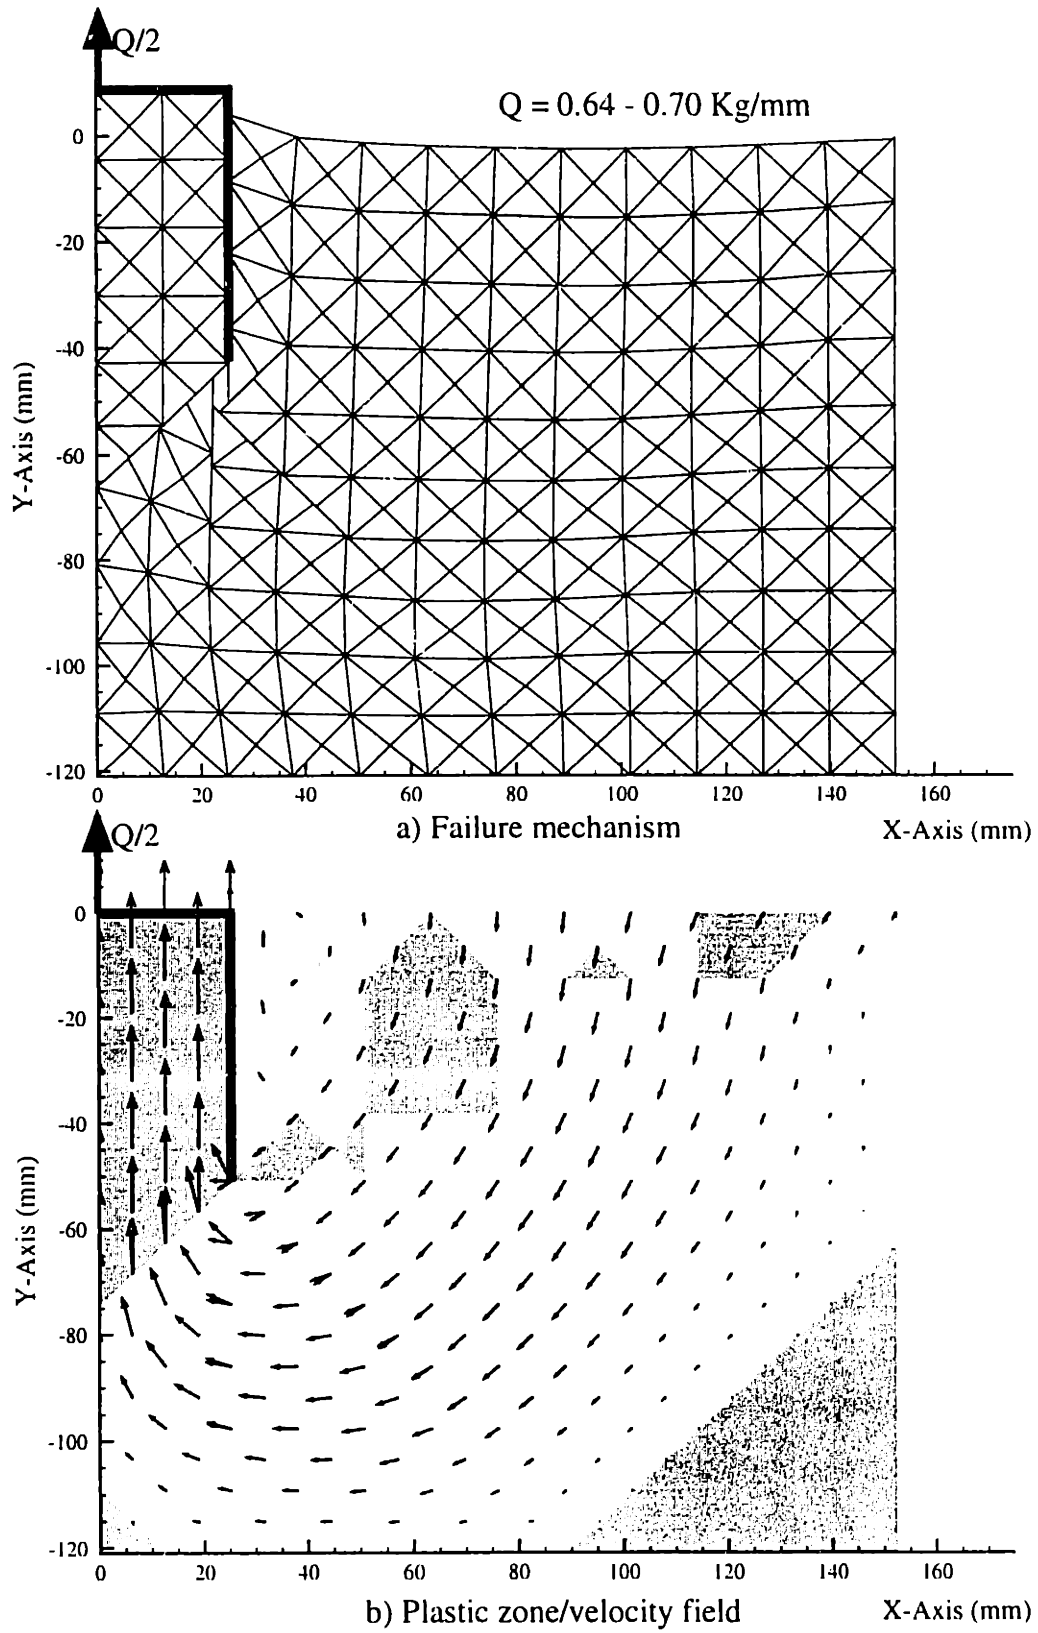 Q/2
Q = 0.64 - 0.70 Kg/mm
0
-20
-40
-60
-80
-100
-120
Y-Axis (mm)
0 20 40 60 80 100 120 140 160
a) Failure mechanism
X-Axis (mm)
Q/2
0
-20
-40
-60
-80
-100
-120
Y-Axis (mm)
0 20 40 60 80 100 120 140 160
b) Plastic zone/velocity field
X-Axis (mm)